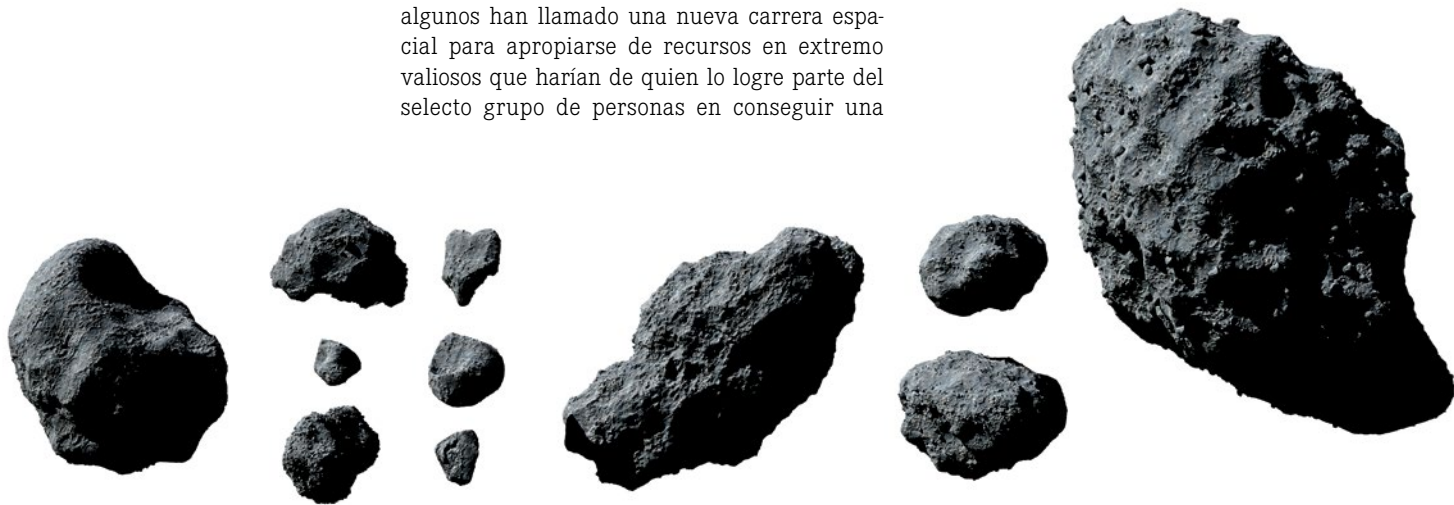 algunos han llamado una nueva carrera espa-
cial para apropiarse de recursos en extremo
valiosos que harían de quien lo logre parte del
selecto grupo de personas en conseguir una